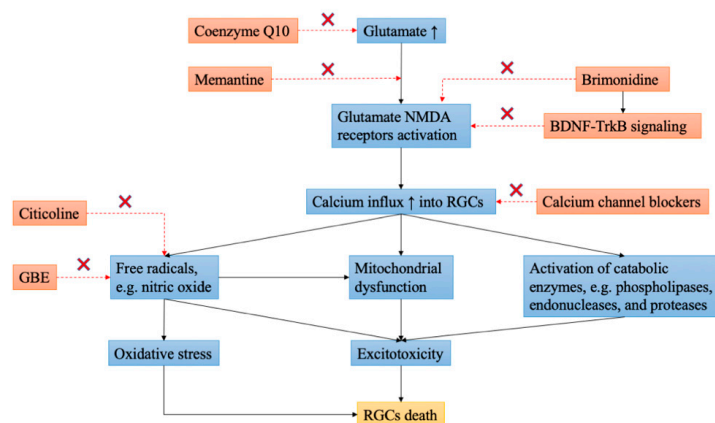 Coenzyme Q10
Glutamate ↑
Memantine
Brimonidine
Glutamate NMDA
receptors activation
BDNF-TrkB signaling
Calcium influx ↑ into RGCs
Calcium channel blockers
Citicoline
GBE
Free radicals,
e.g. nitric oxide
Mitochondrial
dysfunction
Activation of catabolic
enzymes, e.g. phospholipases,
endonucleases, and proteases
Oxidative stress
Excitotoxicity
RGCs death